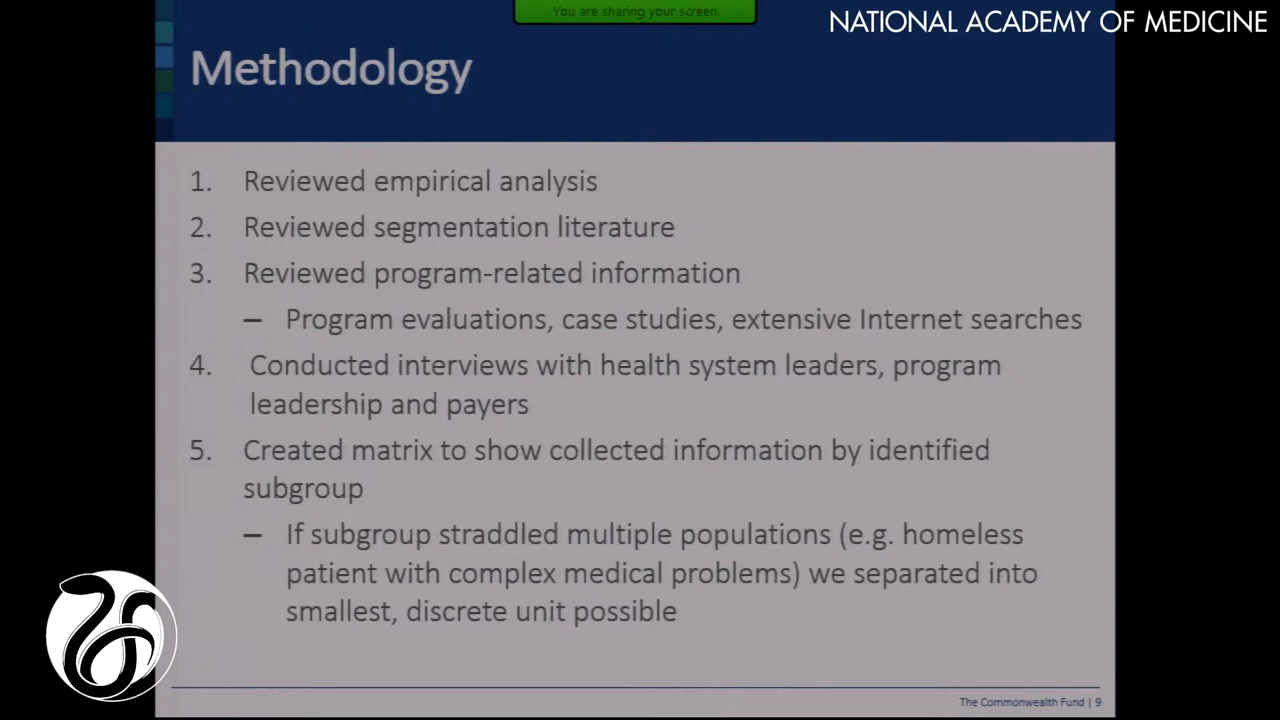 You are sharing your screen.
NATIONAL ACADEMY OF MEDICINE
Methodology
1. Reviewed empirical analysis
2. Reviewed segmentation literature
3. Reviewed program-related information
– Program evaluations, case studies, extensive Internet searches
4. Conducted interviews with health system leaders, program
leadership and payers
5. Created matrix to show collected information by identified
subgroup
– If subgroup straddled multiple populations (e.g. homeless
patient with complex medical problems) we separated into
smallest, discrete unit possible
The Commonwealth Fund | 9